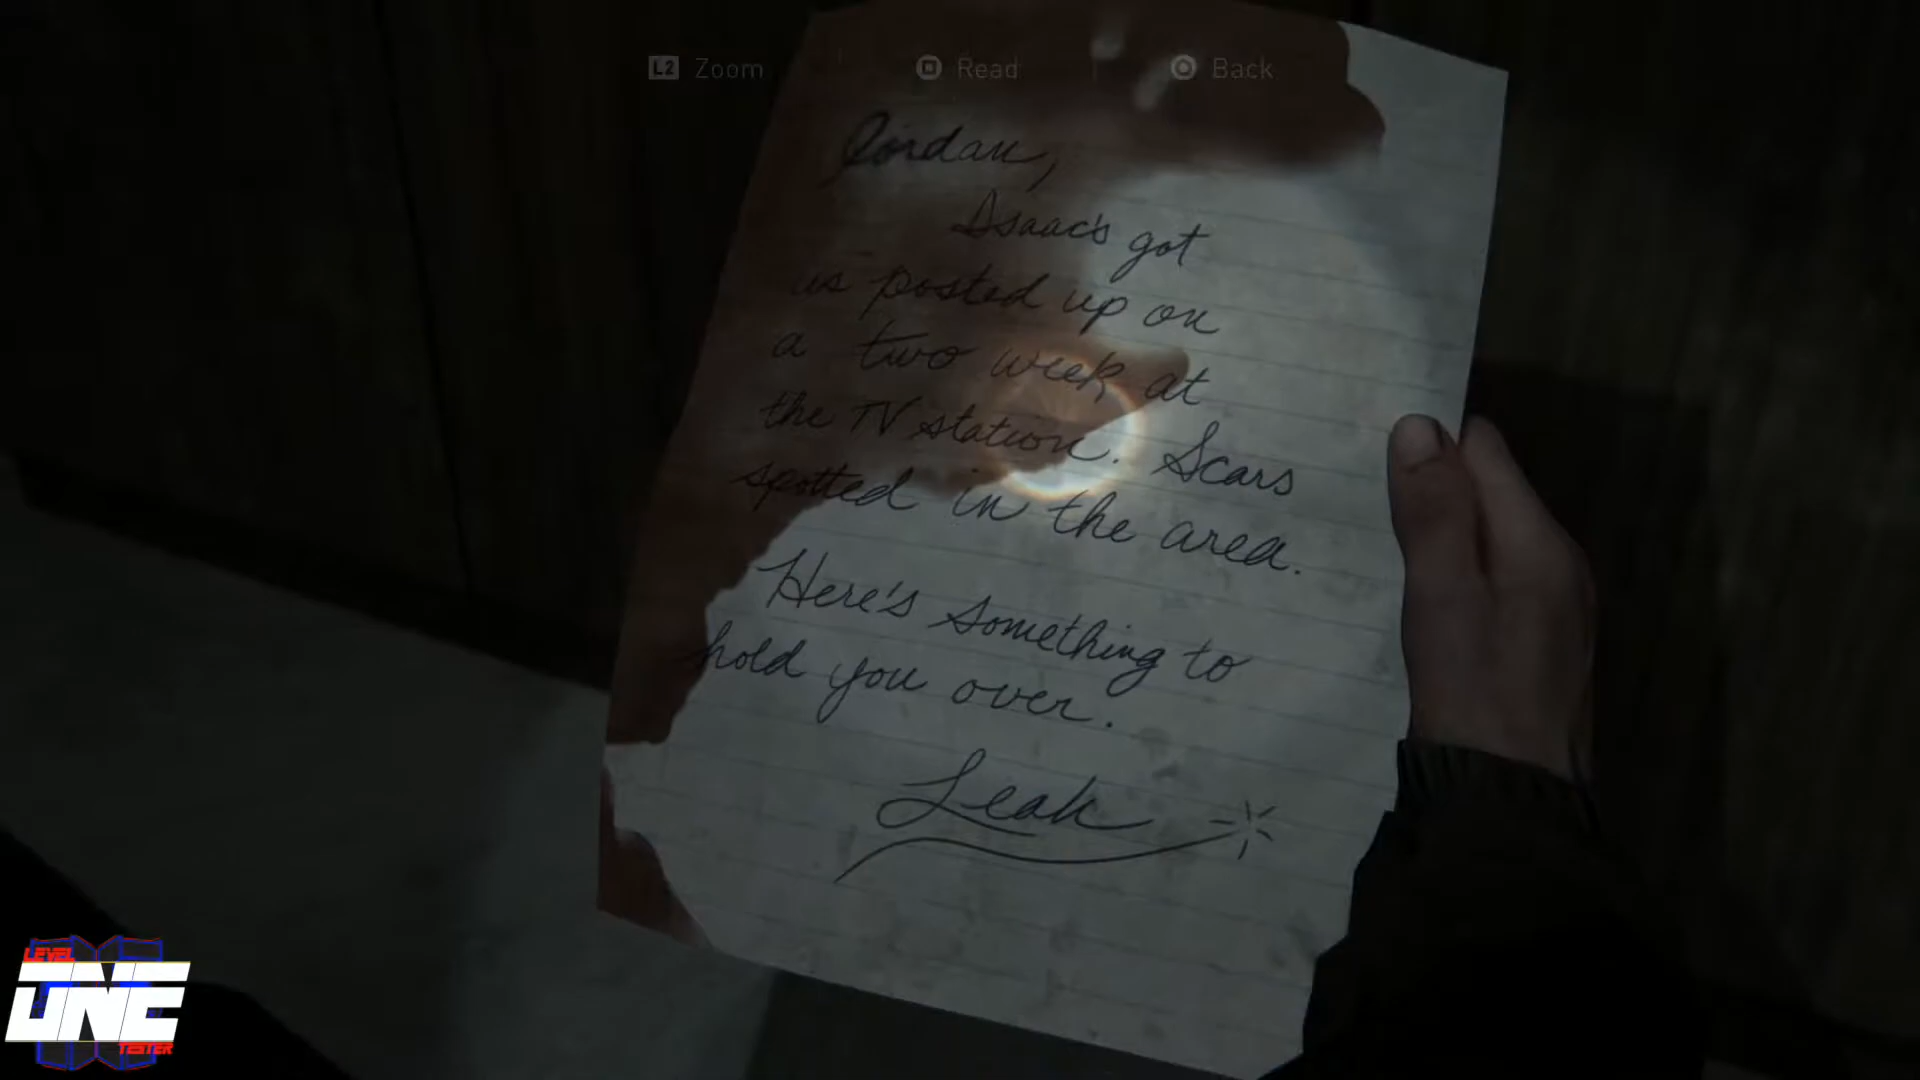 L2 Zoom
Read
Back
Jordan,
Isaac's got
us posted up on
a two week at
the TV station. Scars
spotted in the area.
Here's something to
hold you over.
Leah
LEVEL
ONE
TESTER